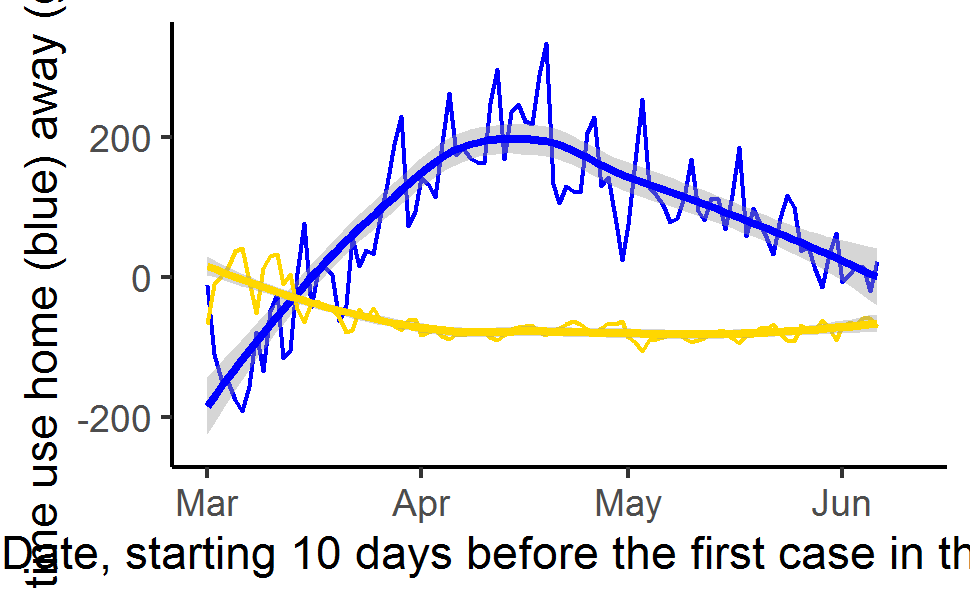 time use home (blue) away (g
200
0
-200
Mar Apr May Jun
Date, starting 10 days before the first case in th